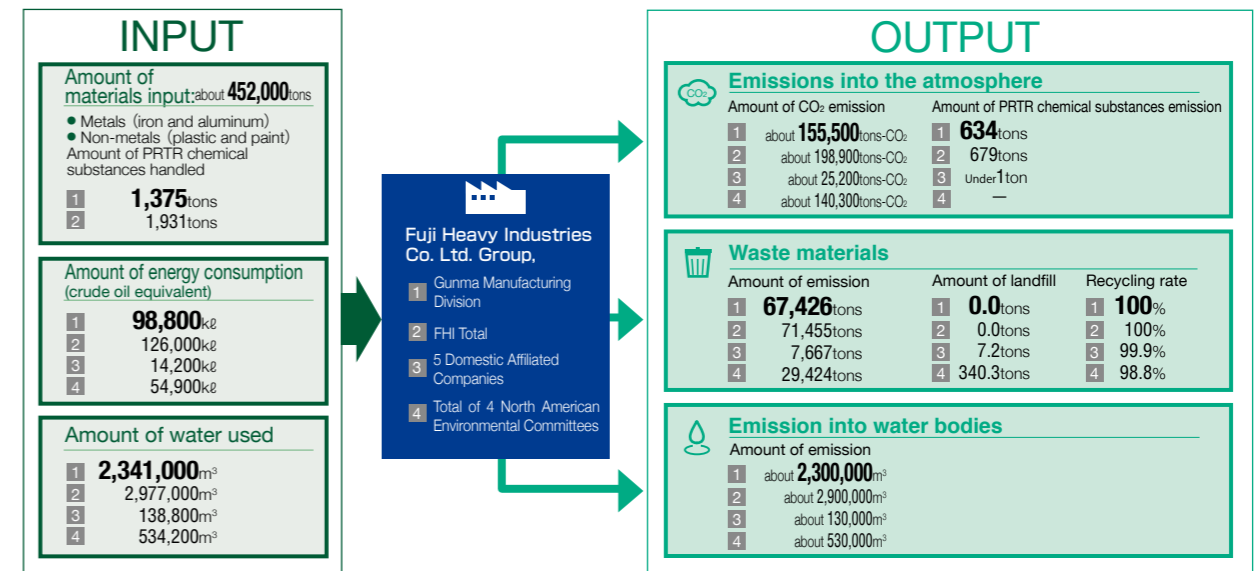 INPUT
Amount of
materials input:about 452,000tons
● Metals (iron and aluminum)
● Non-metals (plastic and paint)
Amount of PRTR chemical
substances handled
1 1,375tons
2 1,931tons
Amount of energy consumption
(crude oil equivalent)
1 98,800kℓ
2 126,000kℓ
3 14,200kℓ
4 54,900kℓ
Amount of water used
1 2,341,000m³
2 2,977,000m³
3 138,800m³
4 534,200m³
Fuji Heavy Industries
Co. Ltd. Group,
1 Gunma Manufacturing
Division
2 FHI Total
3 5 Domestic Affiliated
Companies
4 Total of 4 North American
Environmental Committees
OUTPUT
CO₂
Emissions into the atmosphere
Amount of CO₂ emission
1 about 155,500tons-CO₂
2 about 198,900tons-CO₂
3 about 25,200tons-CO₂
4 about 140,300tons-CO₂
Amount of PRTR chemical substances emission
1 634tons
2 679tons
3 Under1ton
4 —
Waste materials
Amount of emission
1 67,426tons
2 71,455tons
3 7,667tons
4 29,424tons
Amount of landfill
1 0.0tons
2 0.0tons
3 7.2tons
4 340.3tons
Recycling rate
1 100%
2 100%
3 99.9%
4 98.8%
Emission into water bodies
Amount of emission
1 about 2,300,000m³
2 about 2,900,000m³
3 about 130,000m³
4 about 530,000m³